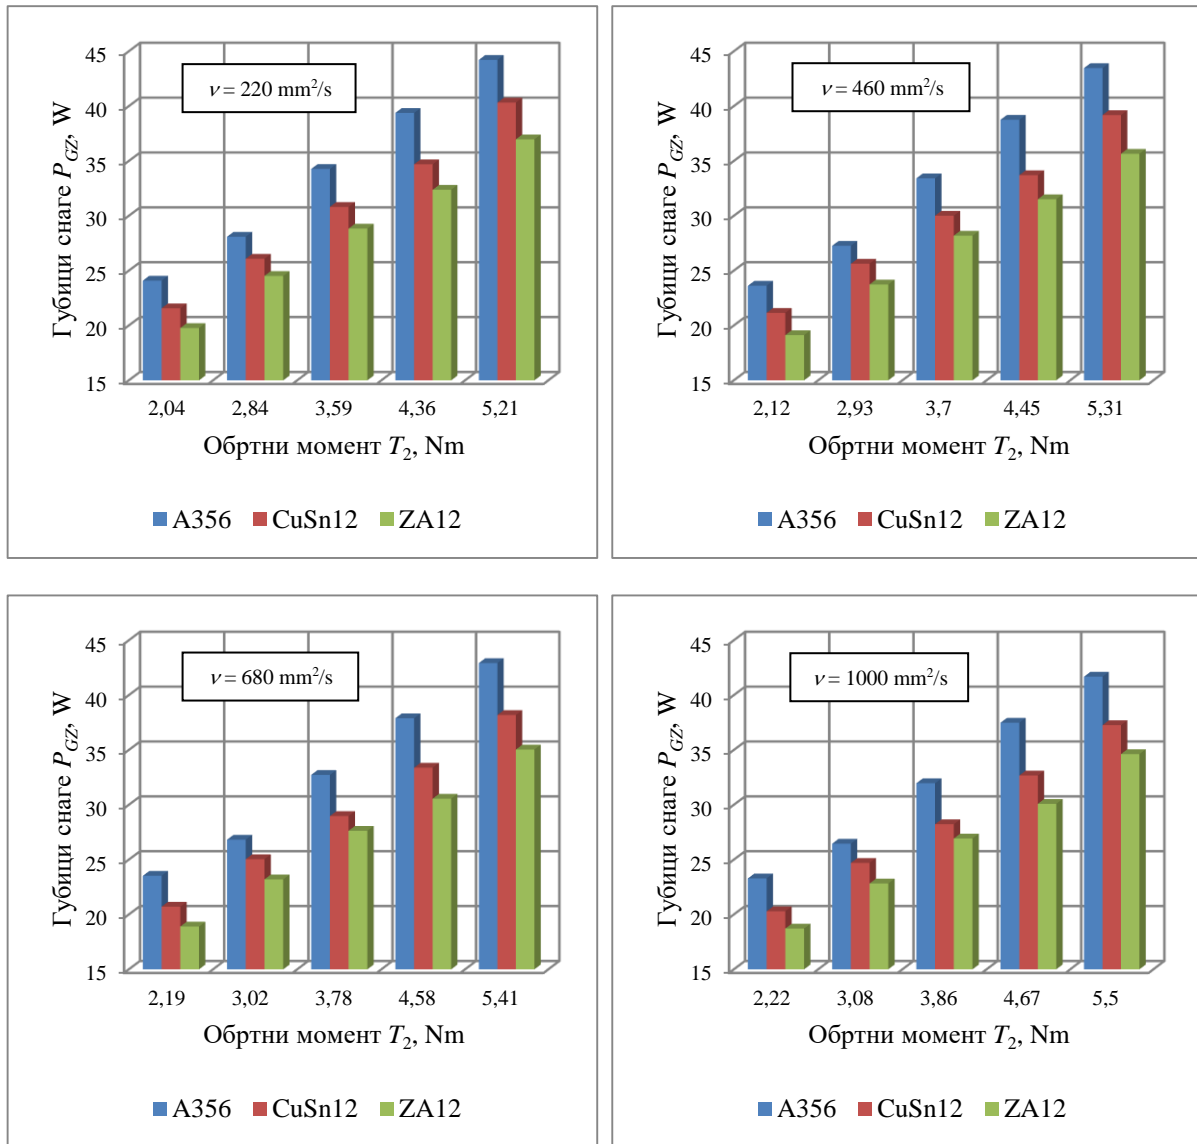 ν = 220 mm²/s
Губици снаге P_GZ, W
45
40
35
30
25
20
15
2,04 2,84 3,59 4,36 5,21
Обртни момент T₂, Nm
A356 CuSn12 ZA12
ν = 460 mm²/s
Губици снаге P_GZ, W
45
40
35
30
25
20
15
2,12 2,93 3,7 4,45 5,31
Обртни момент T₂, Nm
A356 CuSn12 ZA12
ν = 680 mm²/s
Губици снаге P_GZ, W
45
40
35
30
25
20
15
2,19 3,02 3,78 4,58 5,41
Обртни момент T₂, Nm
A356 CuSn12 ZA12
ν = 1000 mm²/s
Губици снаге P_GZ, W
45
40
35
30
25
20
15
2,22 3,08 3,86 4,67 5,5
Обртни момент T₂, Nm
A356 CuSn12 ZA12